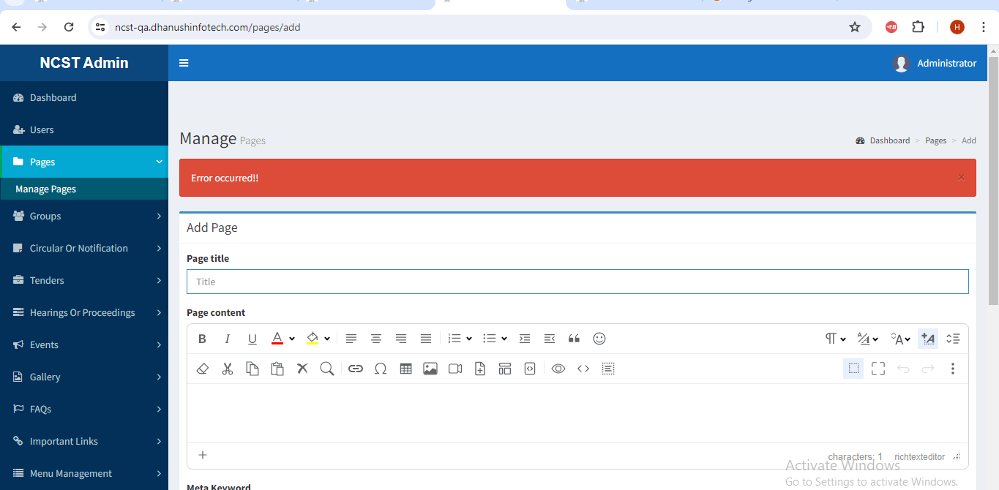 ncst-qa.dhanushinfotech.com/pages/add
H
NCST Admin
Administrator
Dashboard
Users
Pages
Manage Pages
Groups
Circular Or Notification
Tenders
Hearings Or Proceedings
Events
Gallery
FAQs
Important Links
Menu Management
Manage Pages
Dashboard > Pages > Add
Error occurred!! ×
Add Page
Page title
Title
Page content
B I U A
characters: 1 richtexteditor
Activate Windows
Go to Settings to activate Windows.
Meta Keyword